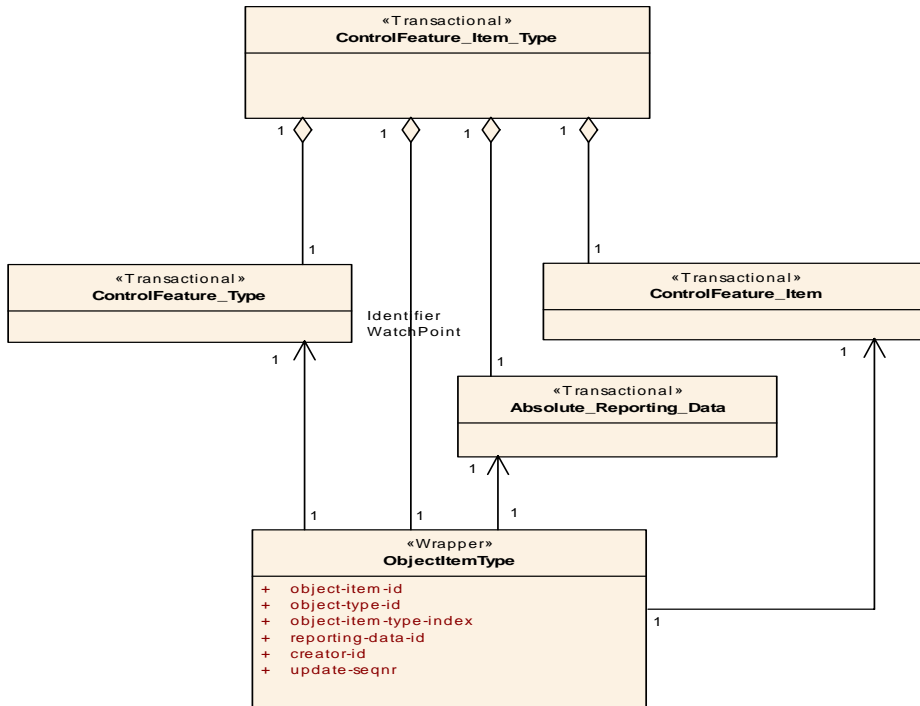 «Transactional»
ControlFeature_Item_Type
1
1
1
1
1
«Transactional»
ControlFeature_Type
«Transactional»
ControlFeature_Item
Identifier
WatchPoint
1
1
1
«Transactional»
Absolute_Reporting_Data
1
1
1
1
«Wrapper»
ObjectItemType
+ object-item-id
+ object-type-id
+ object-item-type-index
+ reporting-data-id
+ creator-id
+ update-seqnr
1